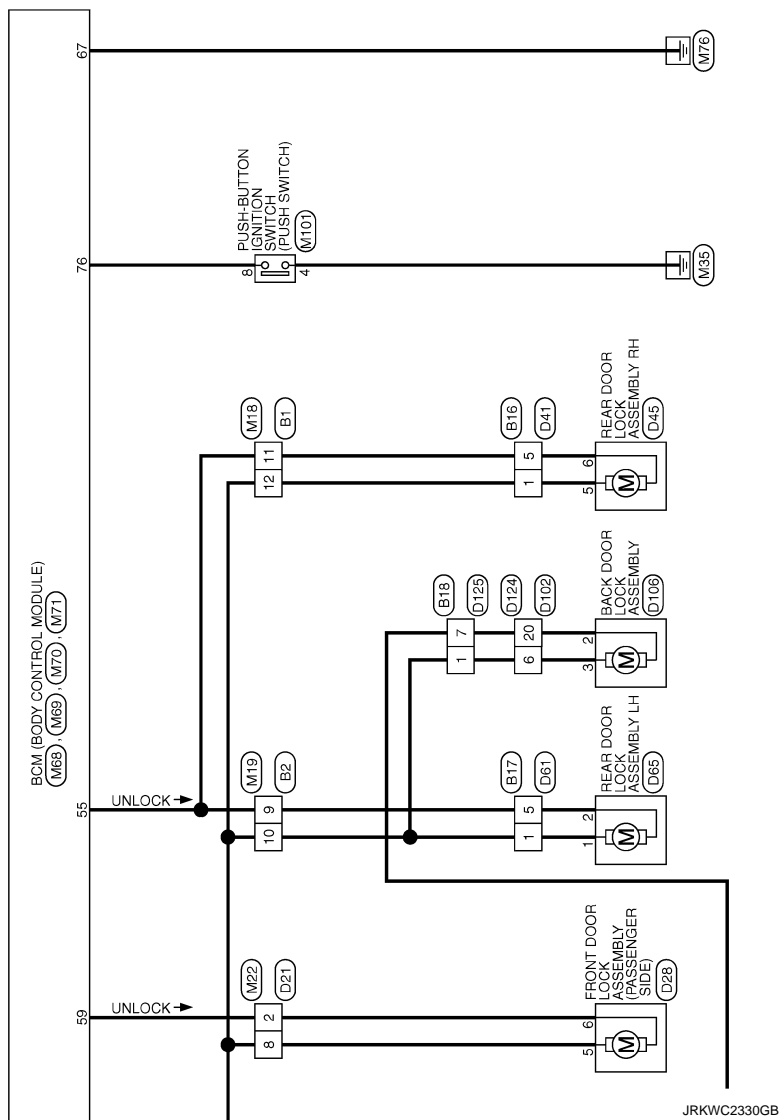 BCM (BODY CONTROL MODULE)
M68 , M69 , M70 , M71
67
M76
76
PUSH-BUTTON
IGNITION
SWITCH
(PUSH SWITCH)
M101
8
4
M35
55
UNLOCK
M18
B1
11
12
B16
D41
5
1
REAR DOOR
LOCK
ASSEMBLY RH
D45
6
5
M
B18
D125
7
1
D124
D102
20
6
BACK DOOR
LOCK
ASSEMBLY
D106
2
3
M
M19
B2
9
10
B17
D61
5
1
REAR DOOR
LOCK
ASSEMBLY LH
D65
2
1
M
59
UNLOCK
M22
D21
2
8
FRONT DOOR
LOCK
ASSEMBLY
(PASSENGER
SIDE)
D28
6
5
M
JRKWC2330GB